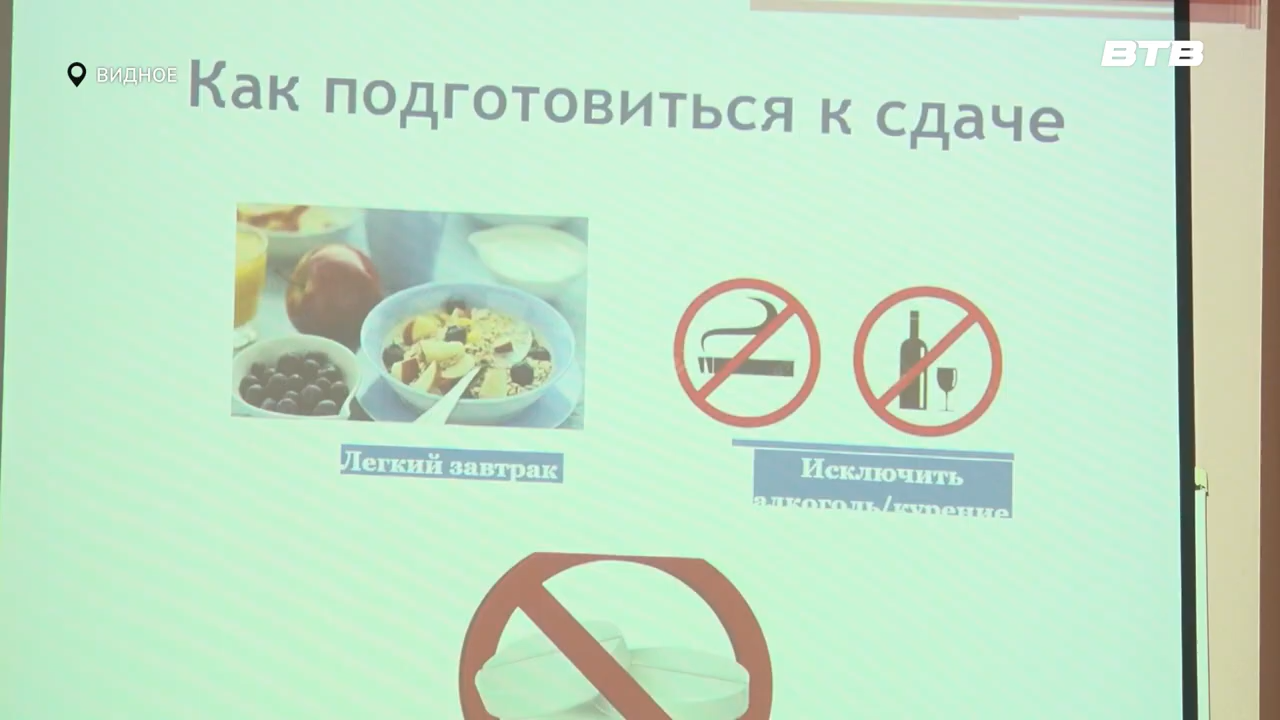 ВИДНОЕ
ВТВ
Как подготовиться к сдаче
Легкий завтрак
Исключить
алкоголь/курение